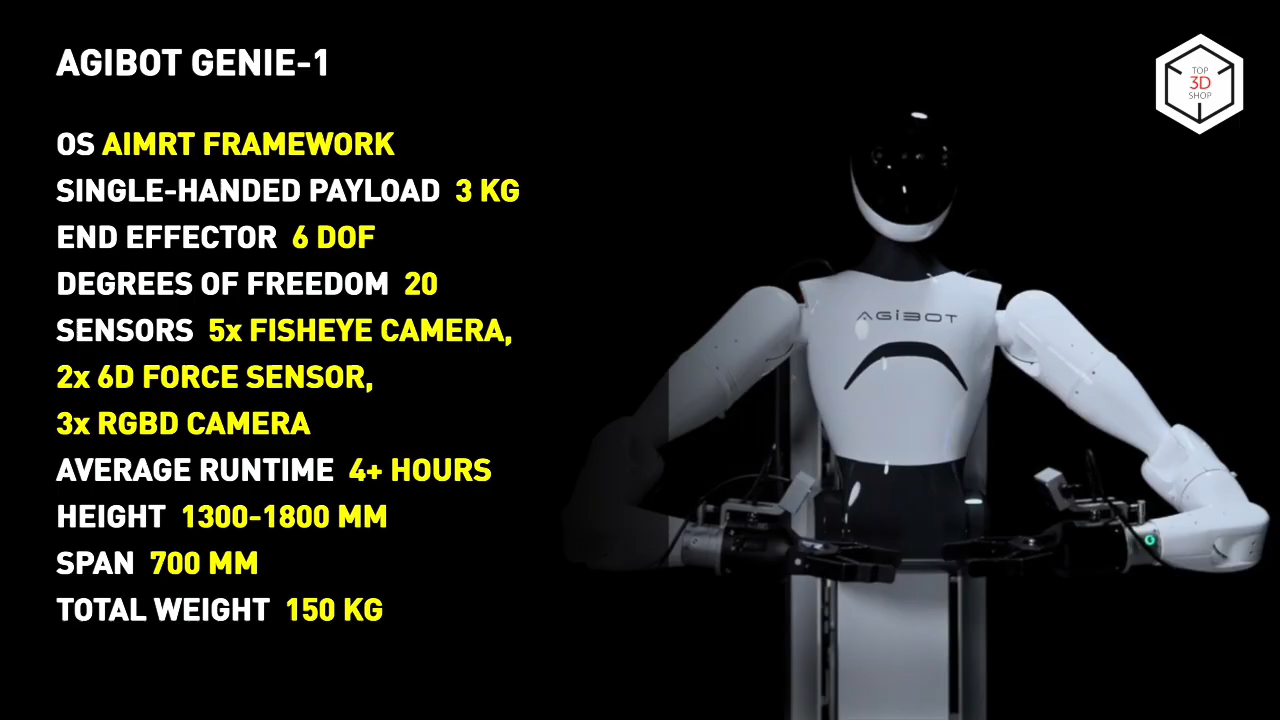 AGIBOT GENIE-1
TOP
3D
SHOP
OS AIMRT FRAMEWORK
SINGLE-HANDED PAYLOAD 3 KG
END EFFECTOR 6 DOF
DEGREES OF FREEDOM 20
SENSORS 5x FISHEYE CAMERA,
2x 6D FORCE SENSOR,
3x RGBD CAMERA
AVERAGE RUNTIME 4+ HOURS
HEIGHT 1300-1800 MM
SPAN 700 MM
TOTAL WEIGHT 150 KG
AGIBOT